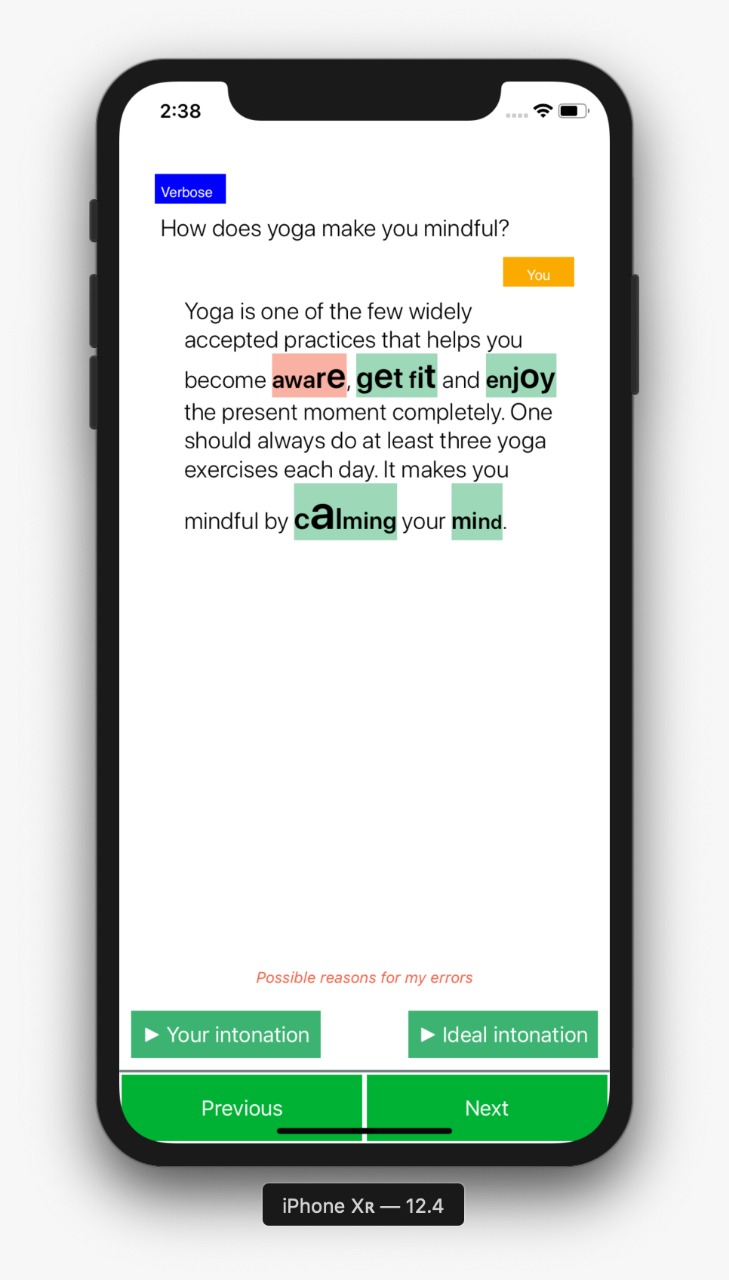 2:38
Verbose
How does yoga make you mindful?
You
Yoga is one of the few widely
accepted practices that helps you
become aware, get fit and enjoy
the present moment completely. One
should always do at least three yoga
exercises each day. It makes you
mindful by calming your mind.
Possible reasons for my errors
▶ Your intonation
▶ Ideal intonation
Previous
Next
iPhone Xʀ — 12.4